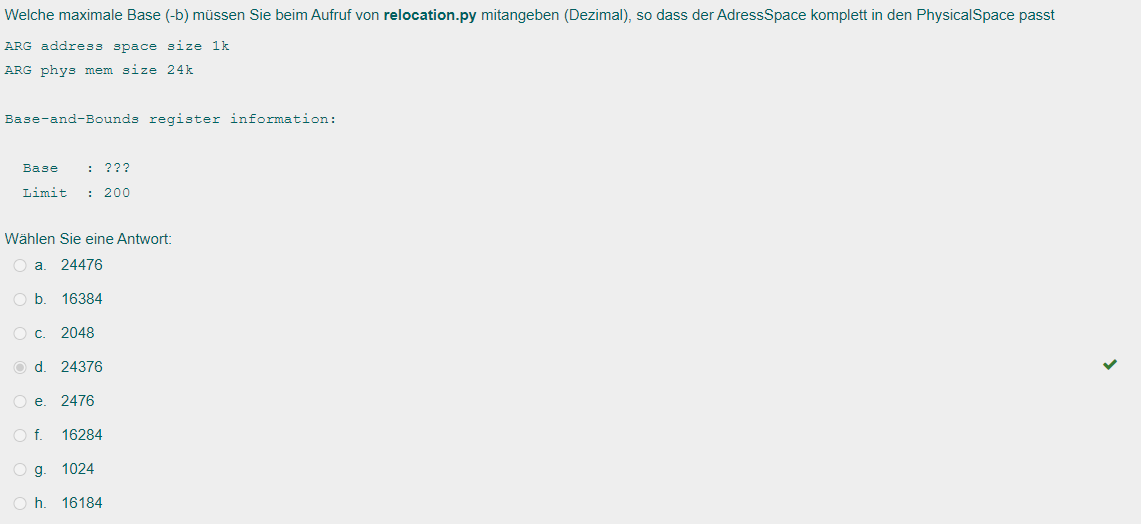 Welche maximale Base (-b) müssen Sie beim Aufruf von relocation.py mitangeben (Dezimal), so dass der AdressSpace komplett in den PhysicalSpace passt
ARG address space size 1k
ARG phys mem size 24k
Base-and-Bounds register information:
Base : ???
Limit : 200
Wählen Sie eine Antwort:
a. 24476
b. 16384
c. 2048
d. 24376
e. 2476
f. 16284
g. 1024
h. 16184